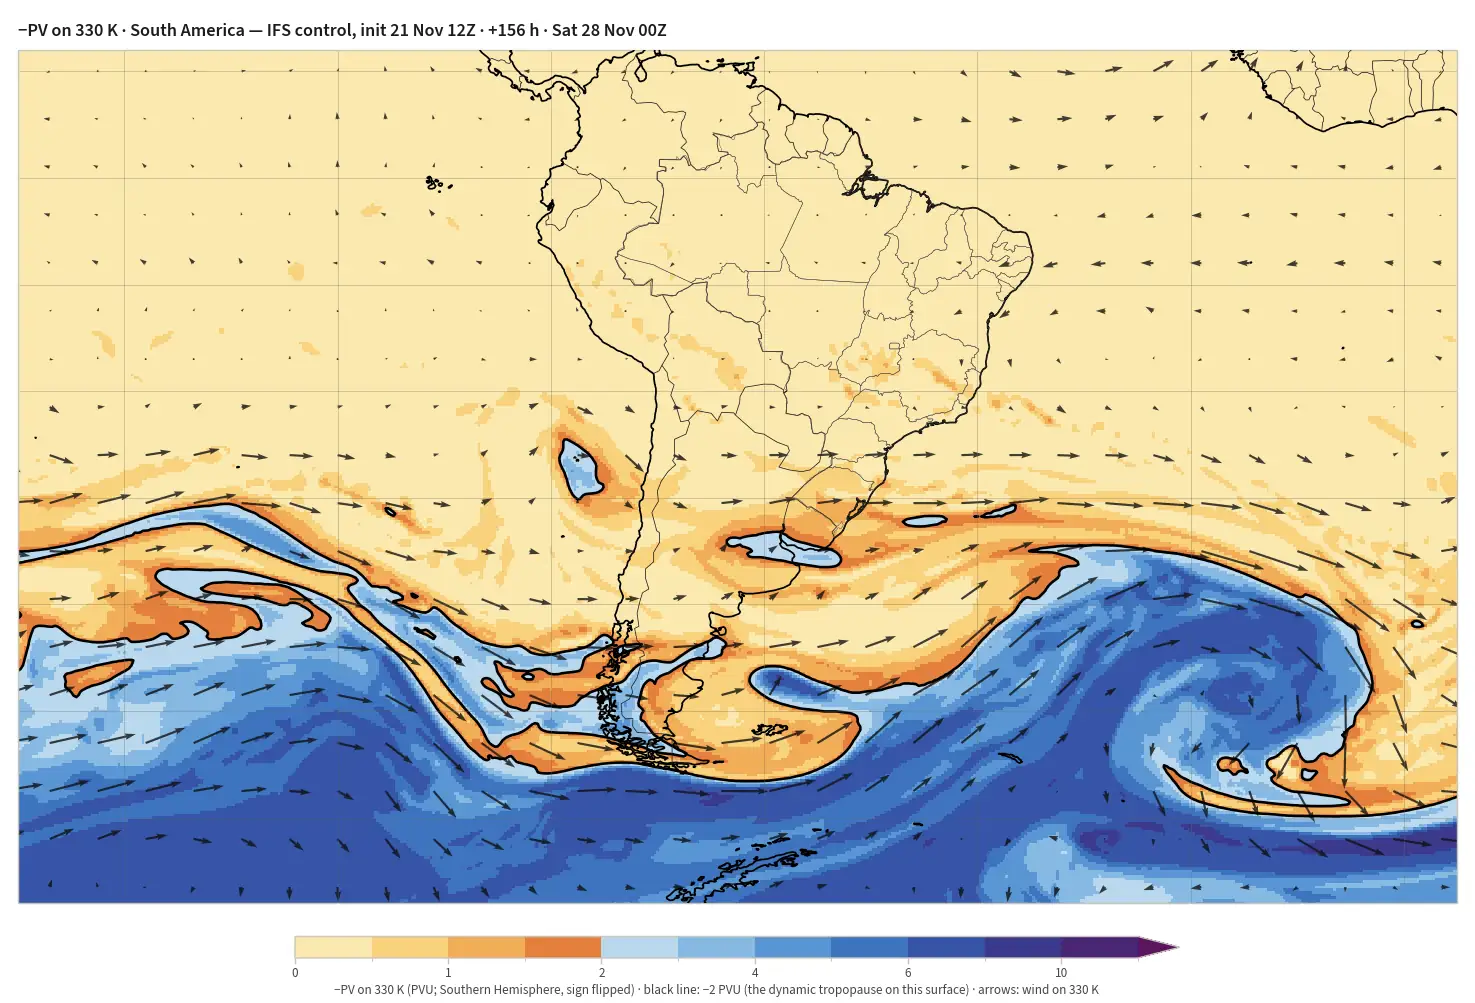 −PV on 330 K · South America — IFS control, init 21 Nov 12Z · +156 h · Sat 28 Nov 00Z
0 1 2 4 6 10
−PV on 330 K (PVU; Southern Hemisphere, sign flipped) · black line: −2 PVU (the dynamic tropopause on this surface) · arrows: wind on 330 K